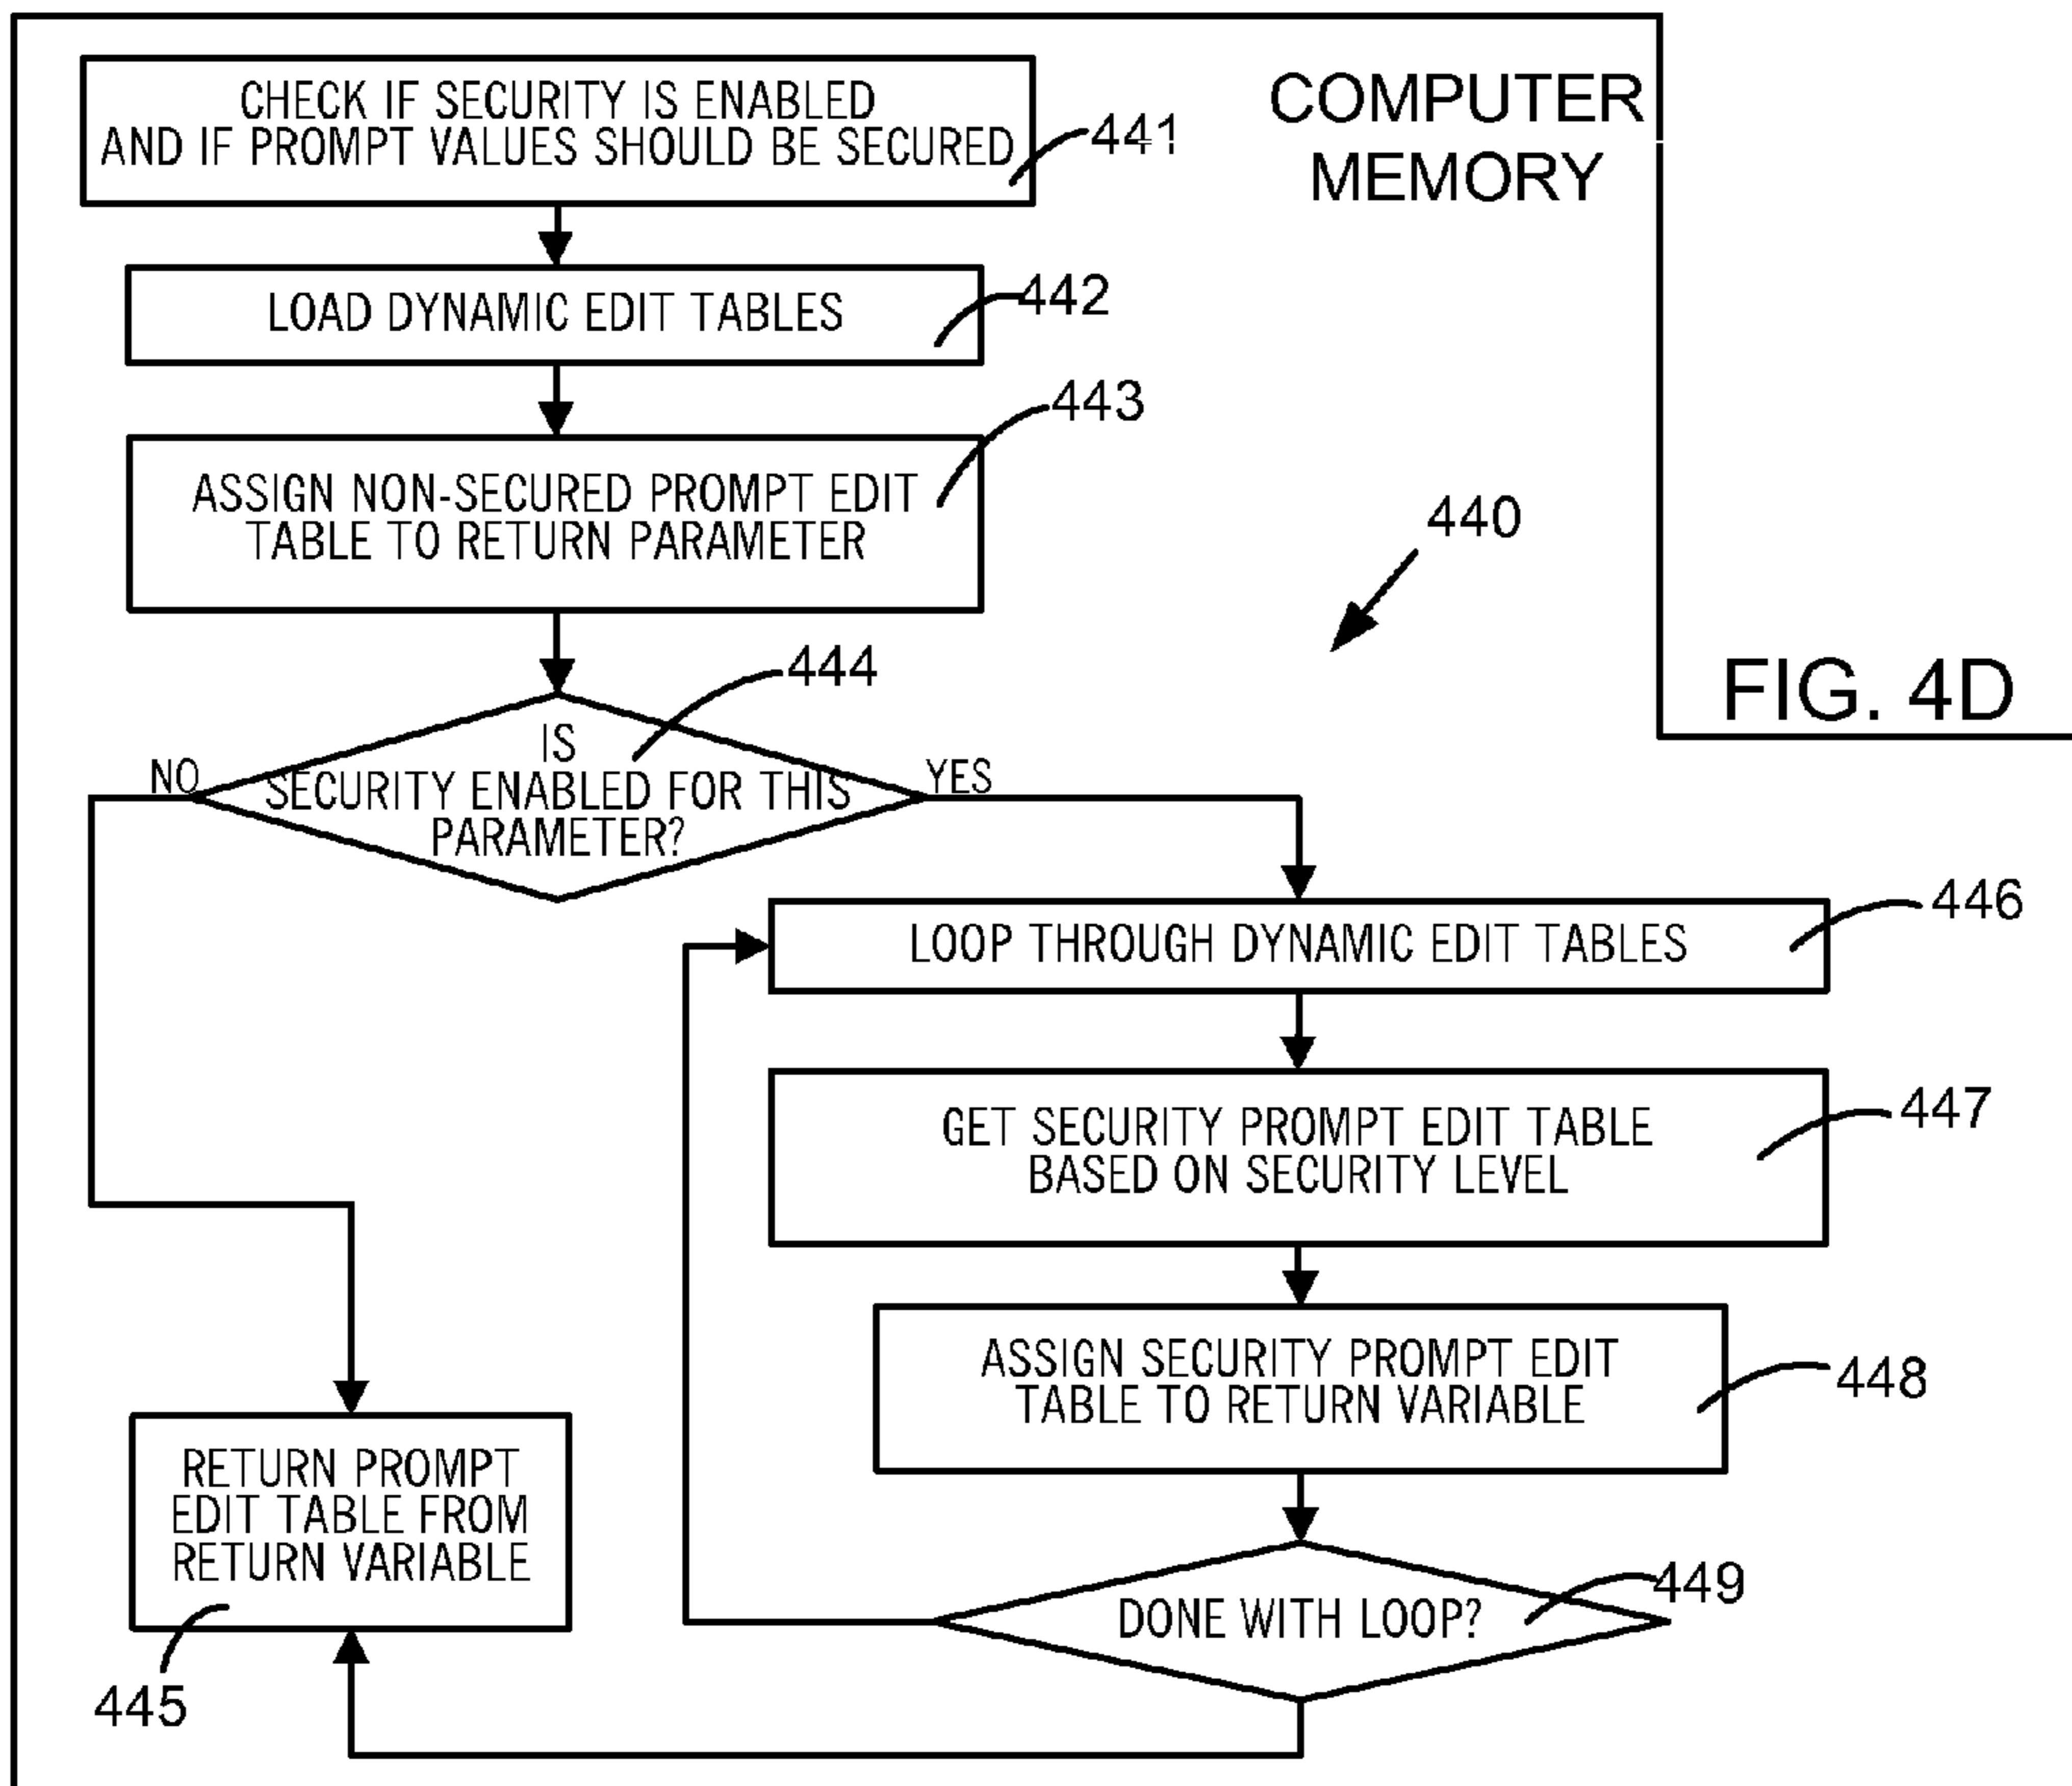 COMPUTER
MEMORY
CHECK IF SECURITY IS ENABLED
AND IF PROMPT VALUES SHOULD BE SECURED
441
LOAD DYNAMIC EDIT TABLES
442
443
ASSIGN NON-SECURED PROMPT EDIT
TABLE TO RETURN PARAMETER
440
FIG. 4D
444
IS
SECURITY ENABLED FOR THIS
PARAMETER?
NO
YES
446
LOOP THROUGH DYNAMIC EDIT TABLES
447
GET SECURITY PROMPT EDIT TABLE
BASED ON SECURITY LEVEL
448
ASSIGN SECURITY PROMPT EDIT
TABLE TO RETURN VARIABLE
RETURN PROMPT
EDIT TABLE FROM
RETURN VARIABLE
445
449
DONE WITH LOOP?